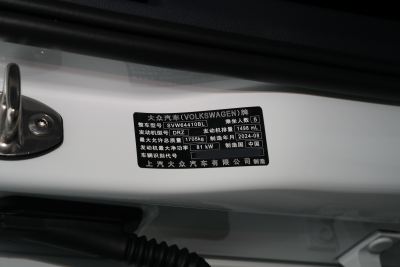 大众汽车(VOLKSWAGEN)牌
整车型号 SVW64410BL 乘坐人数 5
发动机型号 DRZ 发动机排量 1498 mL
最大允许总质量 1705kg 制造年月 2024-09
发动机最大净功率 81 kW 制造国 中国
车辆识别代号
上汽大众汽车有限公司 制造